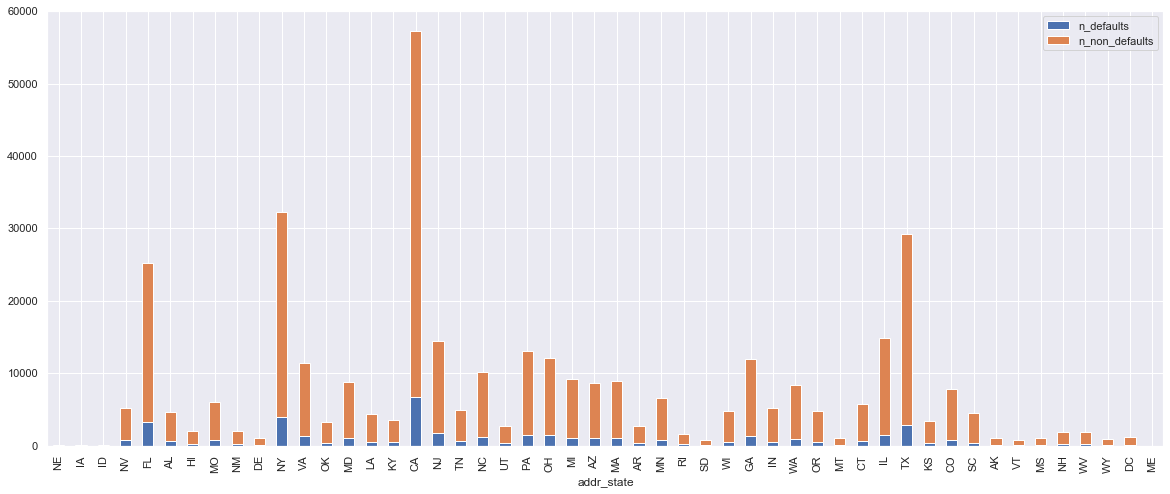 60000
50000
40000
30000
20000
10000
0
n_defaults
n_non_defaults
NE IA ID NV FL AL HI MO NM DE NY VA OK MD LA KY CA NJ TN NC UT PA OH MI AZ MA AR MN RI SD WI GA IN WA OR MT CT IL TX KS CO SC AK VT MS NH WV WY DC ME
addr_state